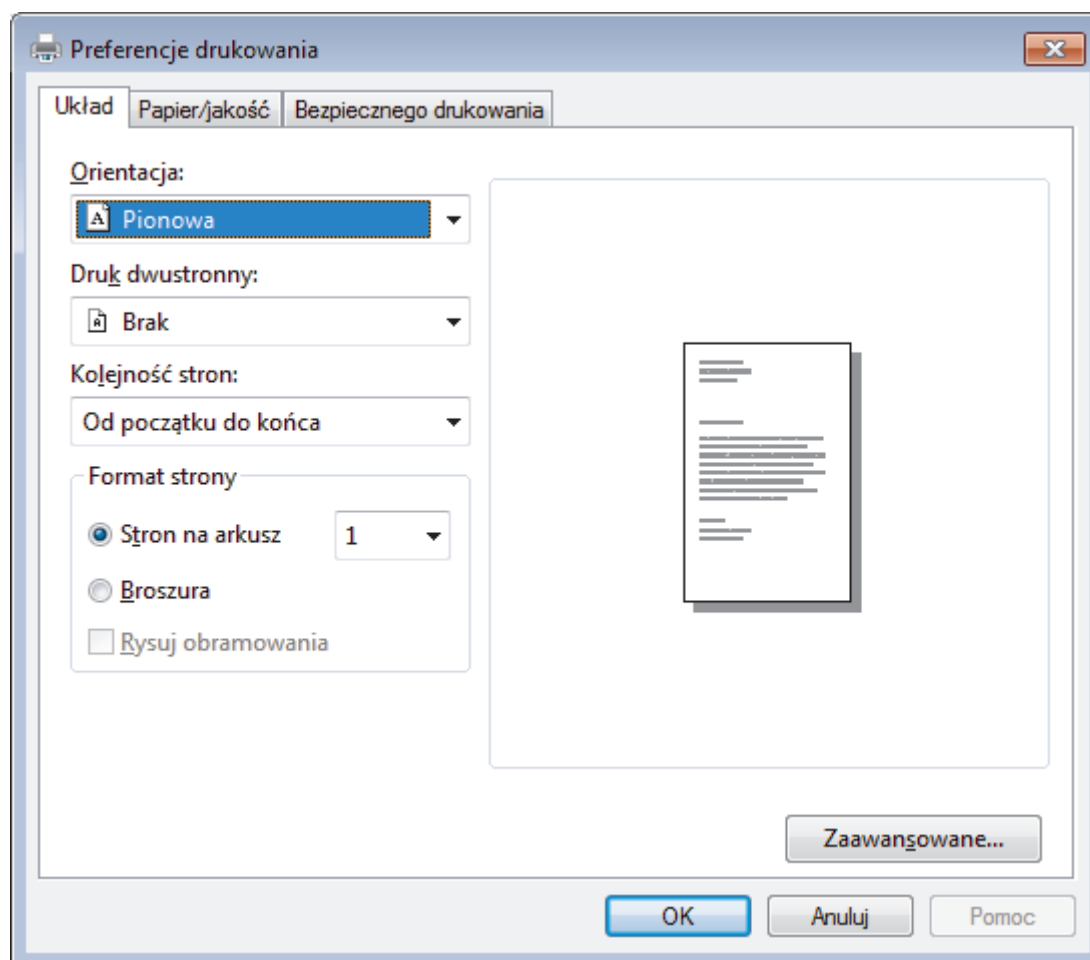 Preferencje drukowania
Układ Papier/jakość Bezpiecznego drukowania
Orientacja:
A Pionowa
Druk dwustronny:
A Brak
Kolejność stron:
Od początku do końca
Format strony
Stron na arkusz 1
Broszura
Rysuj obramowania
Zaawansowane...
OK Anuluj Pomoc